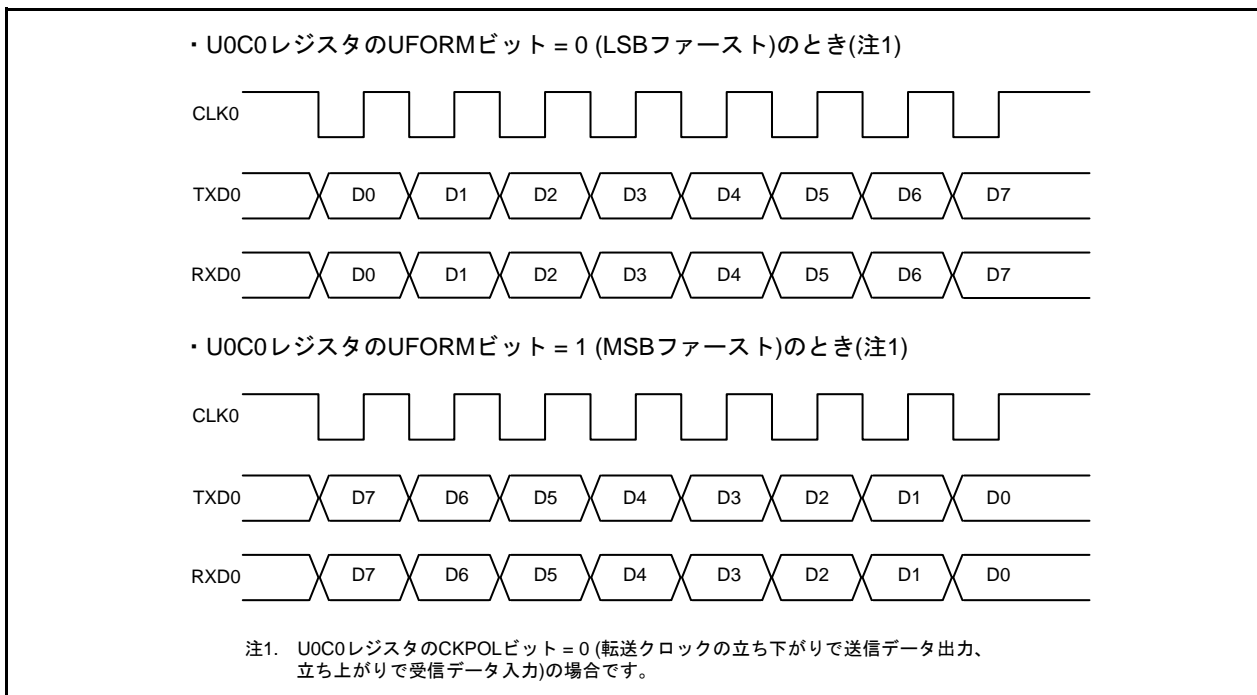 ・U0C0レジスタのUFORMビット = 0 (LSBファースト)のとき(注1)
CLK0
TXD0 D0 D1 D2 D3 D4 D5 D6 D7
RXD0 D0 D1 D2 D3 D4 D5 D6 D7
・U0C0レジスタのUFORMビット = 1 (MSBファースト)のとき(注1)
CLK0
TXD0 D7 D6 D5 D4 D3 D2 D1 D0
RXD0 D7 D6 D5 D4 D3 D2 D1 D0
注1. U0C0レジスタのCKPOLビット = 0 (転送クロックの立ち下がりで送信データ出力、
立ち上がりで受信データ入力)の場合です。